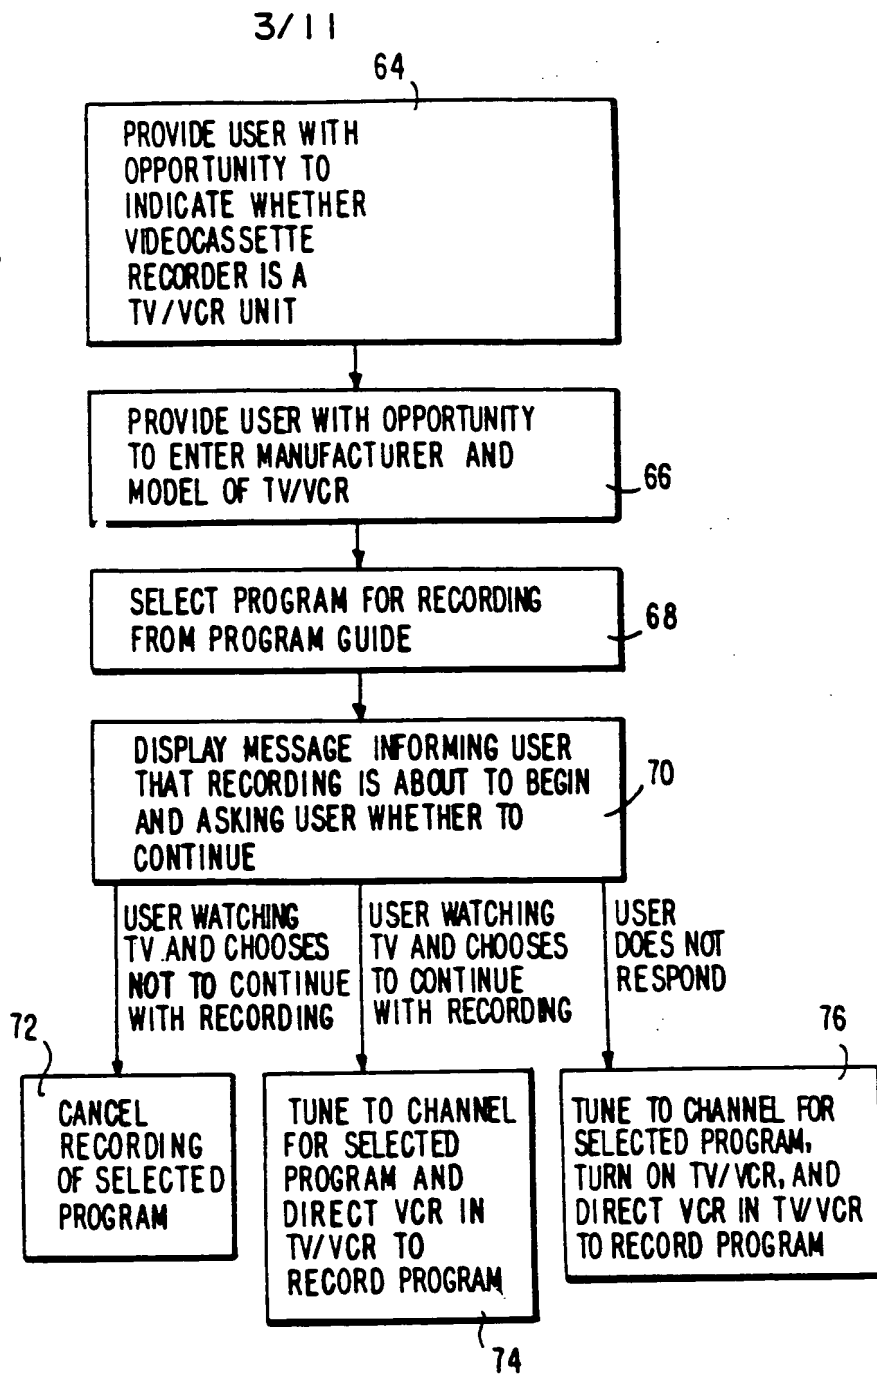 3/11
64
PROVIDE USER WITH
OPPORTUNITY TO
INDICATE WHETHER
VIDEOCASSETTE
RECORDER IS A
TV/VCR UNIT
PROVIDE USER WITH OPPORTUNITY
TO ENTER MANUFACTURER AND
MODEL OF TV/VCR
66
SELECT PROGRAM FOR RECORDING
FROM PROGRAM GUIDE
68
DISPLAY MESSAGE INFORMING USER
THAT RECORDING IS ABOUT TO BEGIN
AND ASKING USER WHETHER TO
CONTINUE
70
USER WATCHING
TV AND CHOOSES
NOT TO CONTINUE
WITH RECORDING
USER WATCHING
TV AND CHOOSES
TO CONTINUE
WITH RECORDING
USER
DOES NOT
RESPOND
72
CANCEL
RECORDING
OF SELECTED
PROGRAM
TUNE TO CHANNEL
FOR SELECTED
PROGRAM AND
DIRECT VCR IN
TV/VCR TO
RECORD PROGRAM
74
76
TUNE TO CHANNEL FOR
SELECTED PROGRAM,
TURN ON TV/VCR, AND
DIRECT VCR IN TV/VCR
TO RECORD PROGRAM